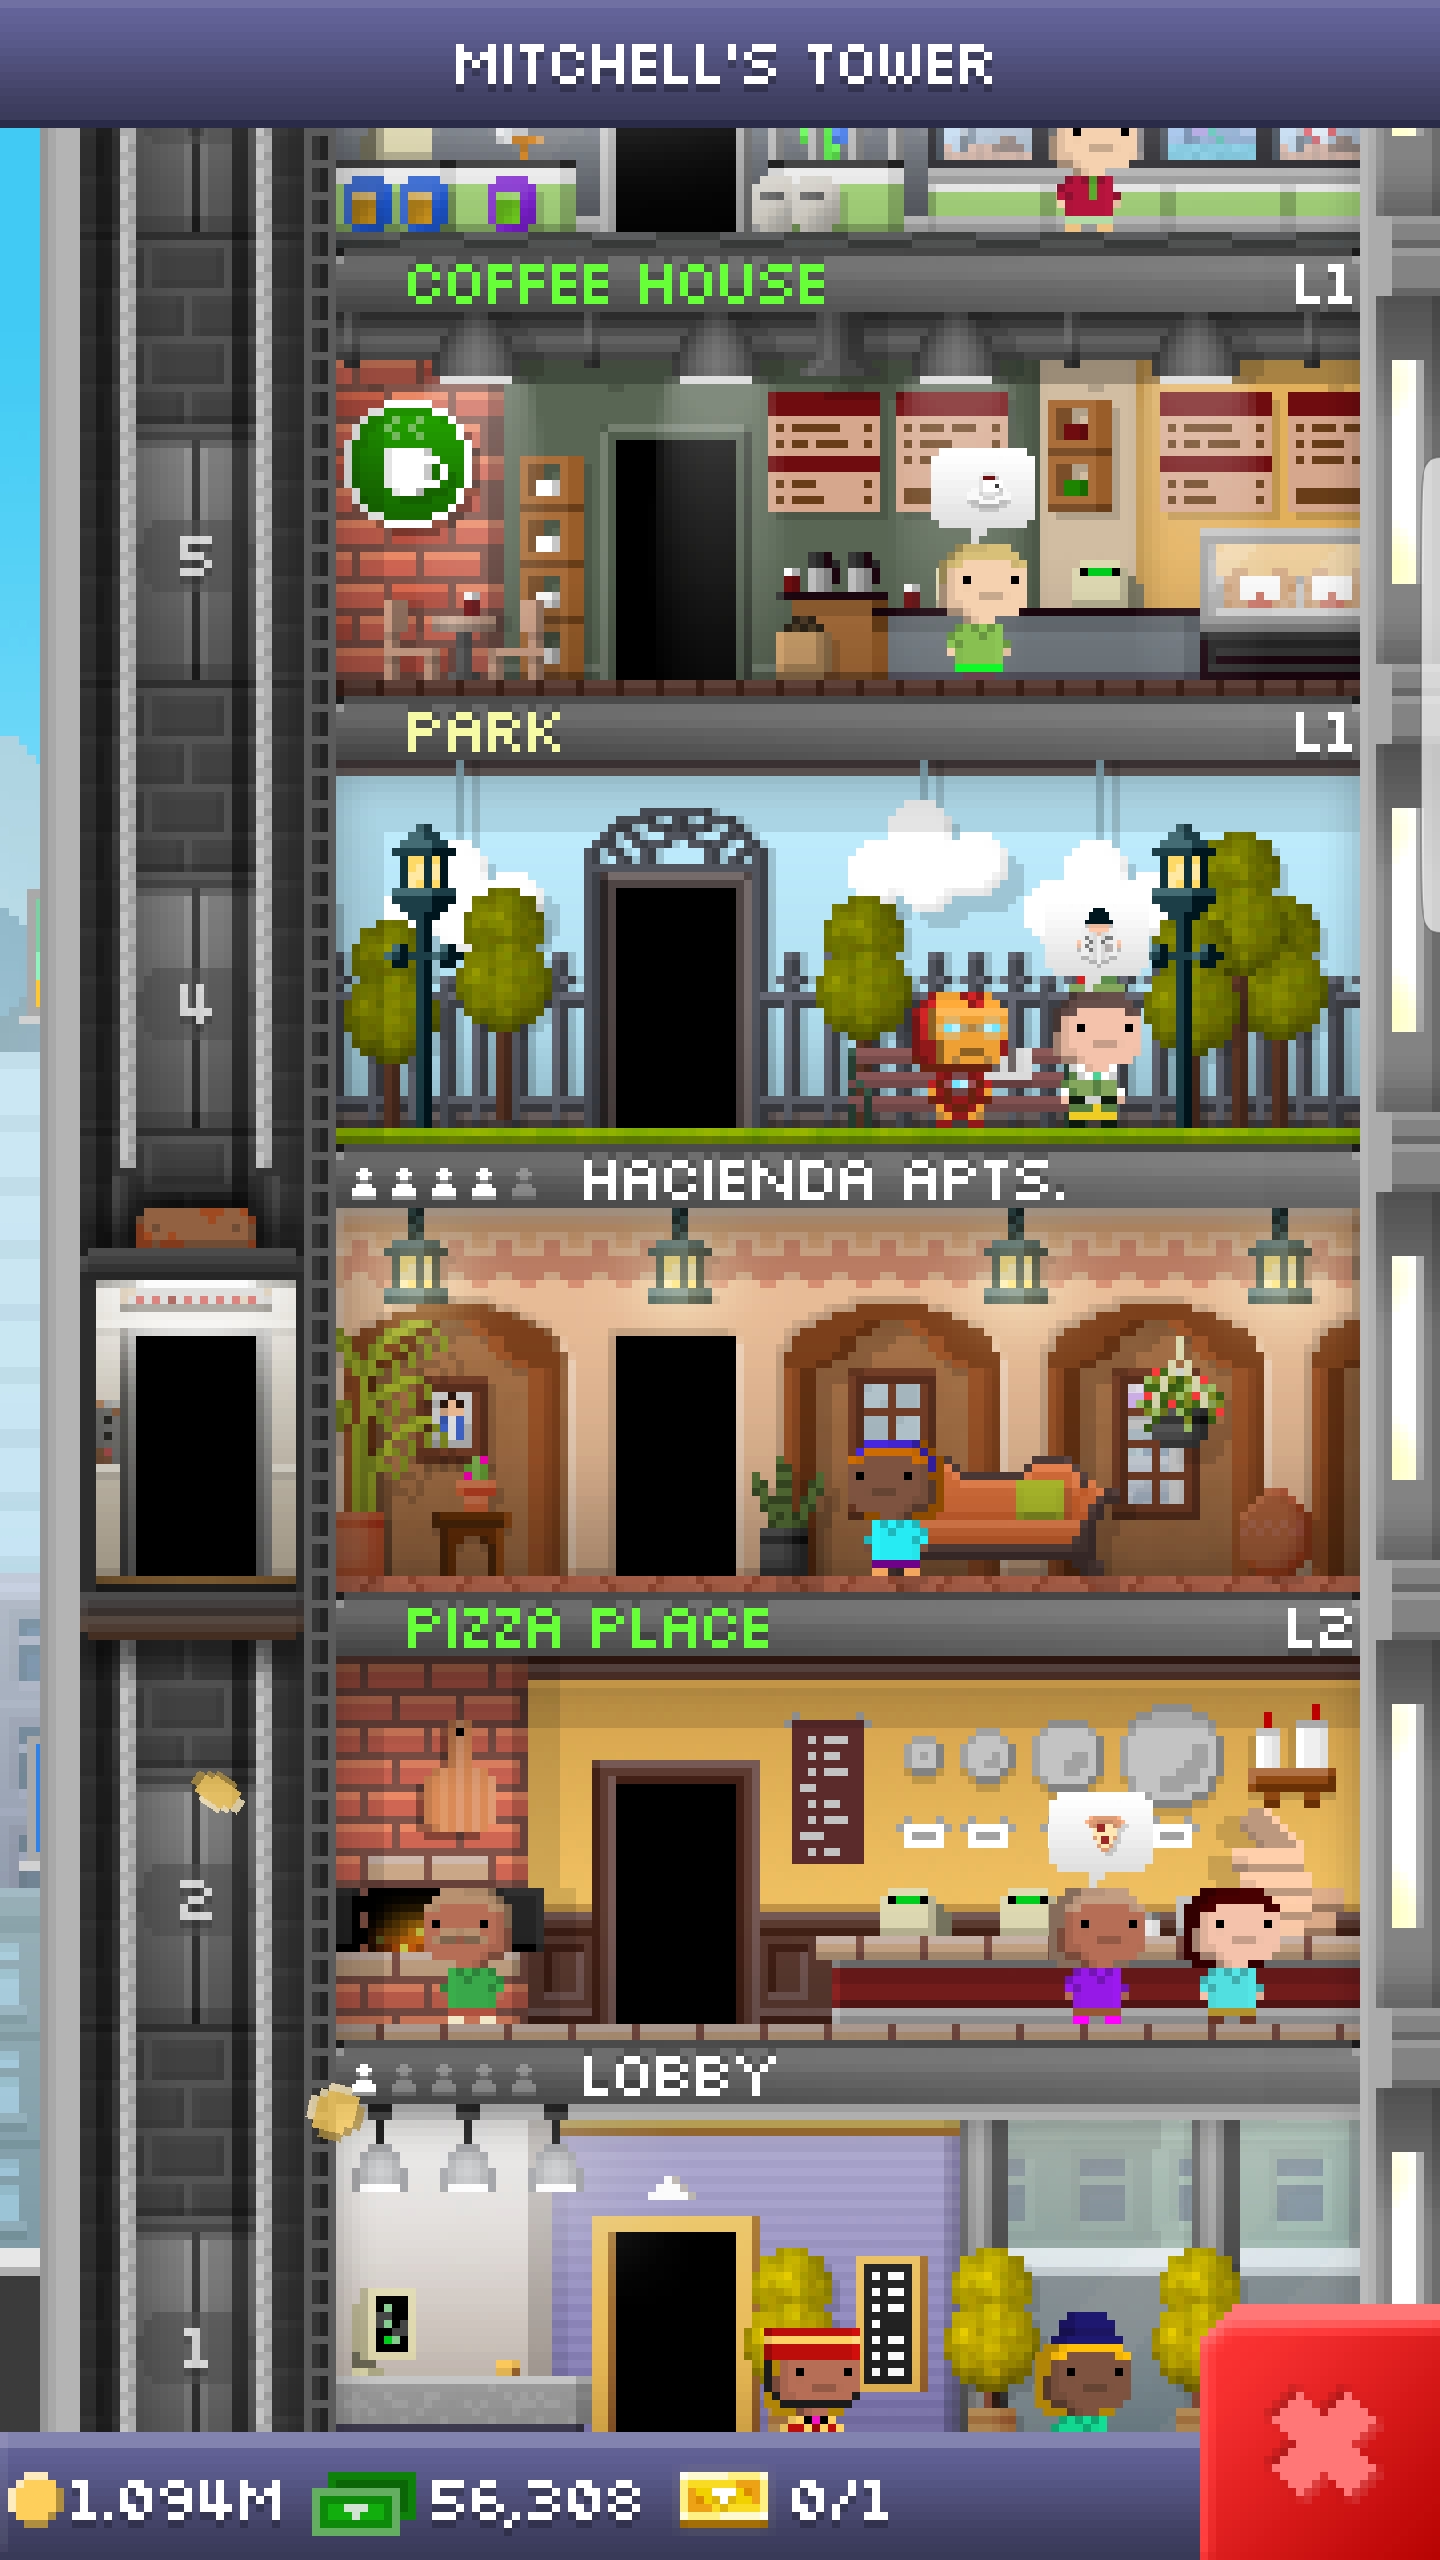 MITCHELL'S TOWER
COFFEE HOUSE L1
5
PARK L1
4
HACIENDA APTS.
PIZZA PLACE L2
2
LOBBY
1
1.094M 56,308 0/1